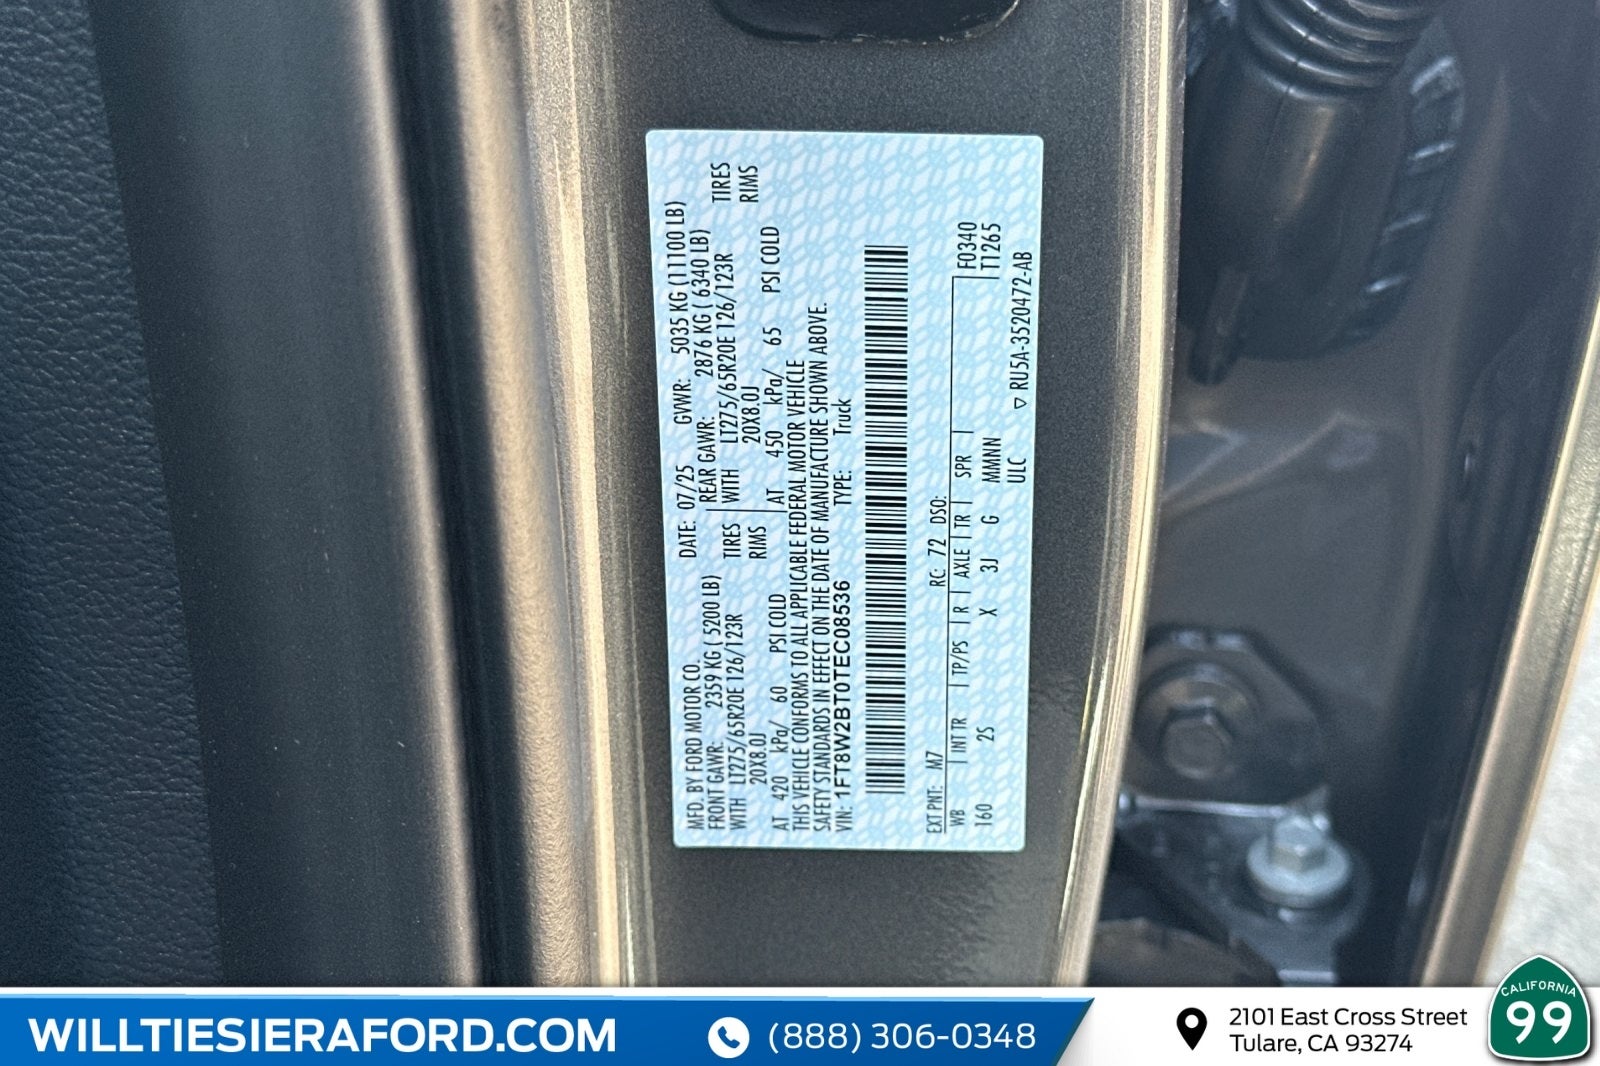 MFD. BY FORD MOTOR CO.
DATE: 07/25
GVWR: 5035 KG (11100 LB)
FRONT GAWR: 2359 KG ( 5200 LB)
REAR GAWR: 2876 KG ( 6340 LB)
WITH LT275/65R20E 126/123R TIRES
WITH LT275/65R20E 126/123R TIRES
20X8.0J RIMS
20X8.0J RIMS
AT 420 kPa/ 60 PSI COLD
AT 450 kPa/ 65 PSI COLD
THIS VEHICLE CONFORMS TO ALL APPLICABLE FEDERAL MOTOR VEHICLE
SAFETY STANDARDS IN EFFECT ON THE DATE OF MANUFACTURE SHOWN ABOVE.
VIN: 1FT8W2BT0TEC08536 TYPE: Truck
EXT PNT: M7 RC: 72 DSO:
WB INT TR TP/PS R AXLE TR SPR F0340
160 2S X 3J G MMNN T1265
ULC
▽ RU5A-3520472-AB
WILLTIESIERAFORD.COM
(888) 306-0348
2101 East Cross Street
Tulare, CA 93274
CALIFORNIA
99